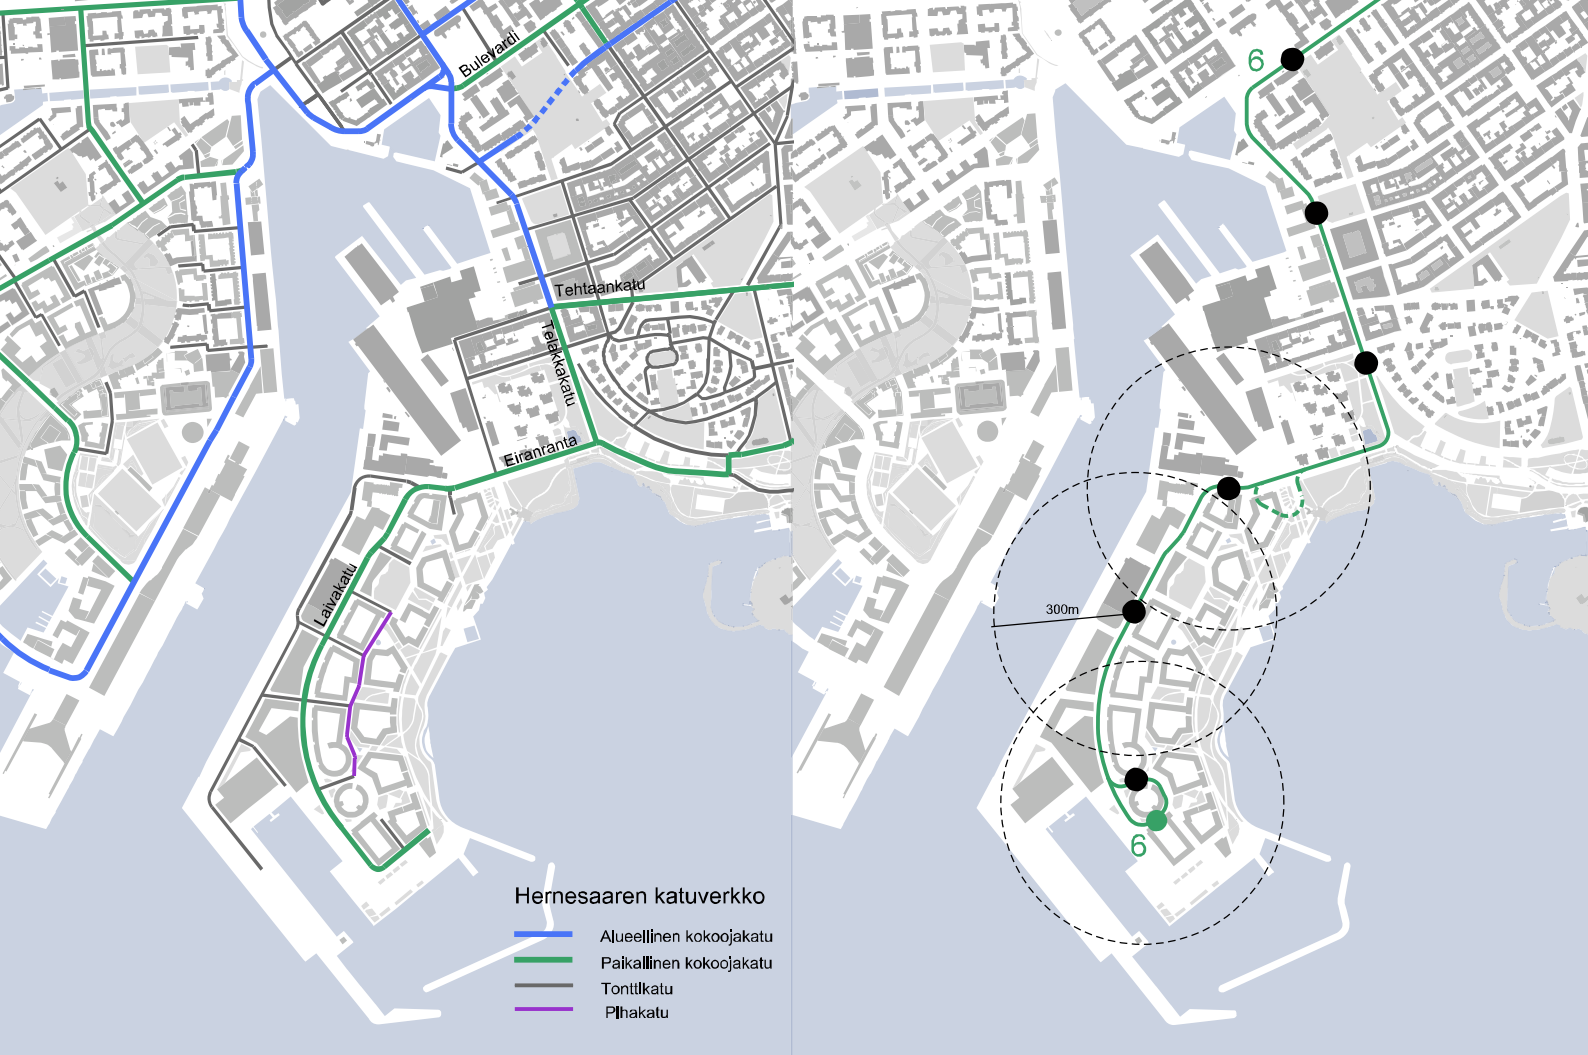 Bulevardi
6
Tehtaankatu
Telakkakatu
Eiranranta
Laivakatu
300m
6
Hernesaaren katuverkko
Alueellinen kokoojakatu
Paikallinen kokoojakatu
Tonttikatu
Pihakatu